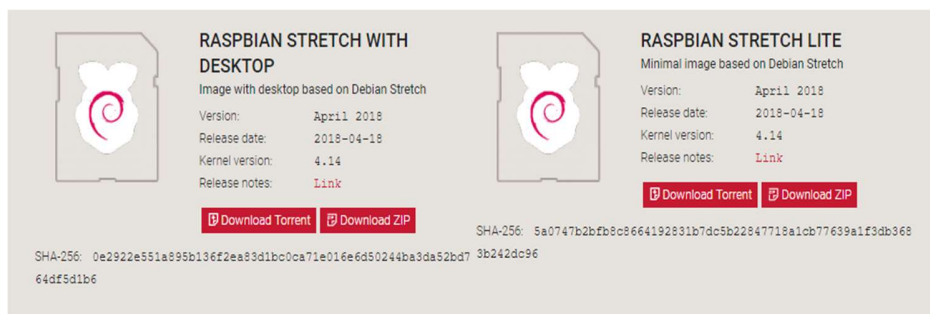 RASPBIAN STRETCH WITH
DESKTOP
Image with desktop based on Debian Stretch
Version: April 2018
Release date: 2018-04-18
Kernel version: 4.14
Release notes: Link
Download Torrent Download ZIP
SHA-256: 0e2922e551a895b136f2ea83d1bc0ca71e016e6d50244ba3da52bd7
64df5d1b6
RASPBIAN STRETCH LITE
Minimal image based on Debian Stretch
Version: April 2018
Release date: 2018-04-18
Kernel version: 4.14
Release notes: Link
Download Torrent Download ZIP
SHA-256: 5a0747b2bfb8c8664192831b7dc5b22847718a1cb77639a1f3db368
3b242dc96